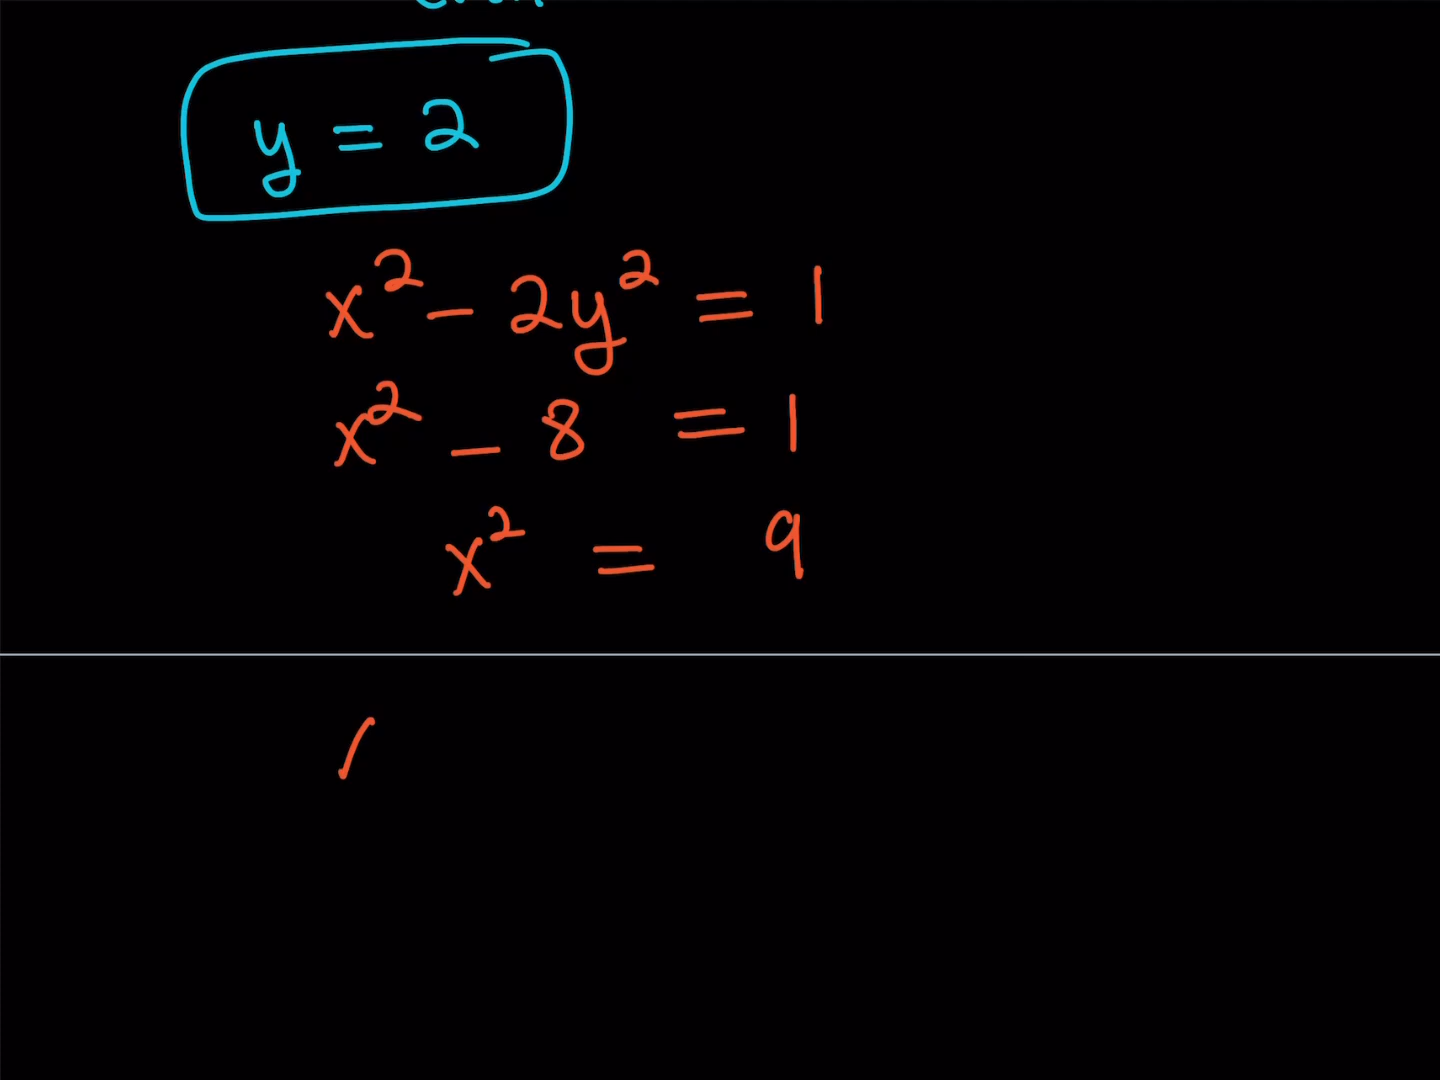 y = 2
x² - 2y² = 1
x² - 8 = 1
x² = 9